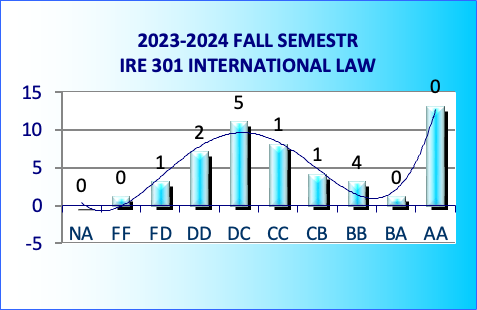 2023-2024 FALL SEMESTR
IRE 301 INTERNATIONAL LAW
15
10
5
0
-5
0 0 1 2 5 1 1 4 0 0
NA FF FD DD DC CC CB BB BA AA